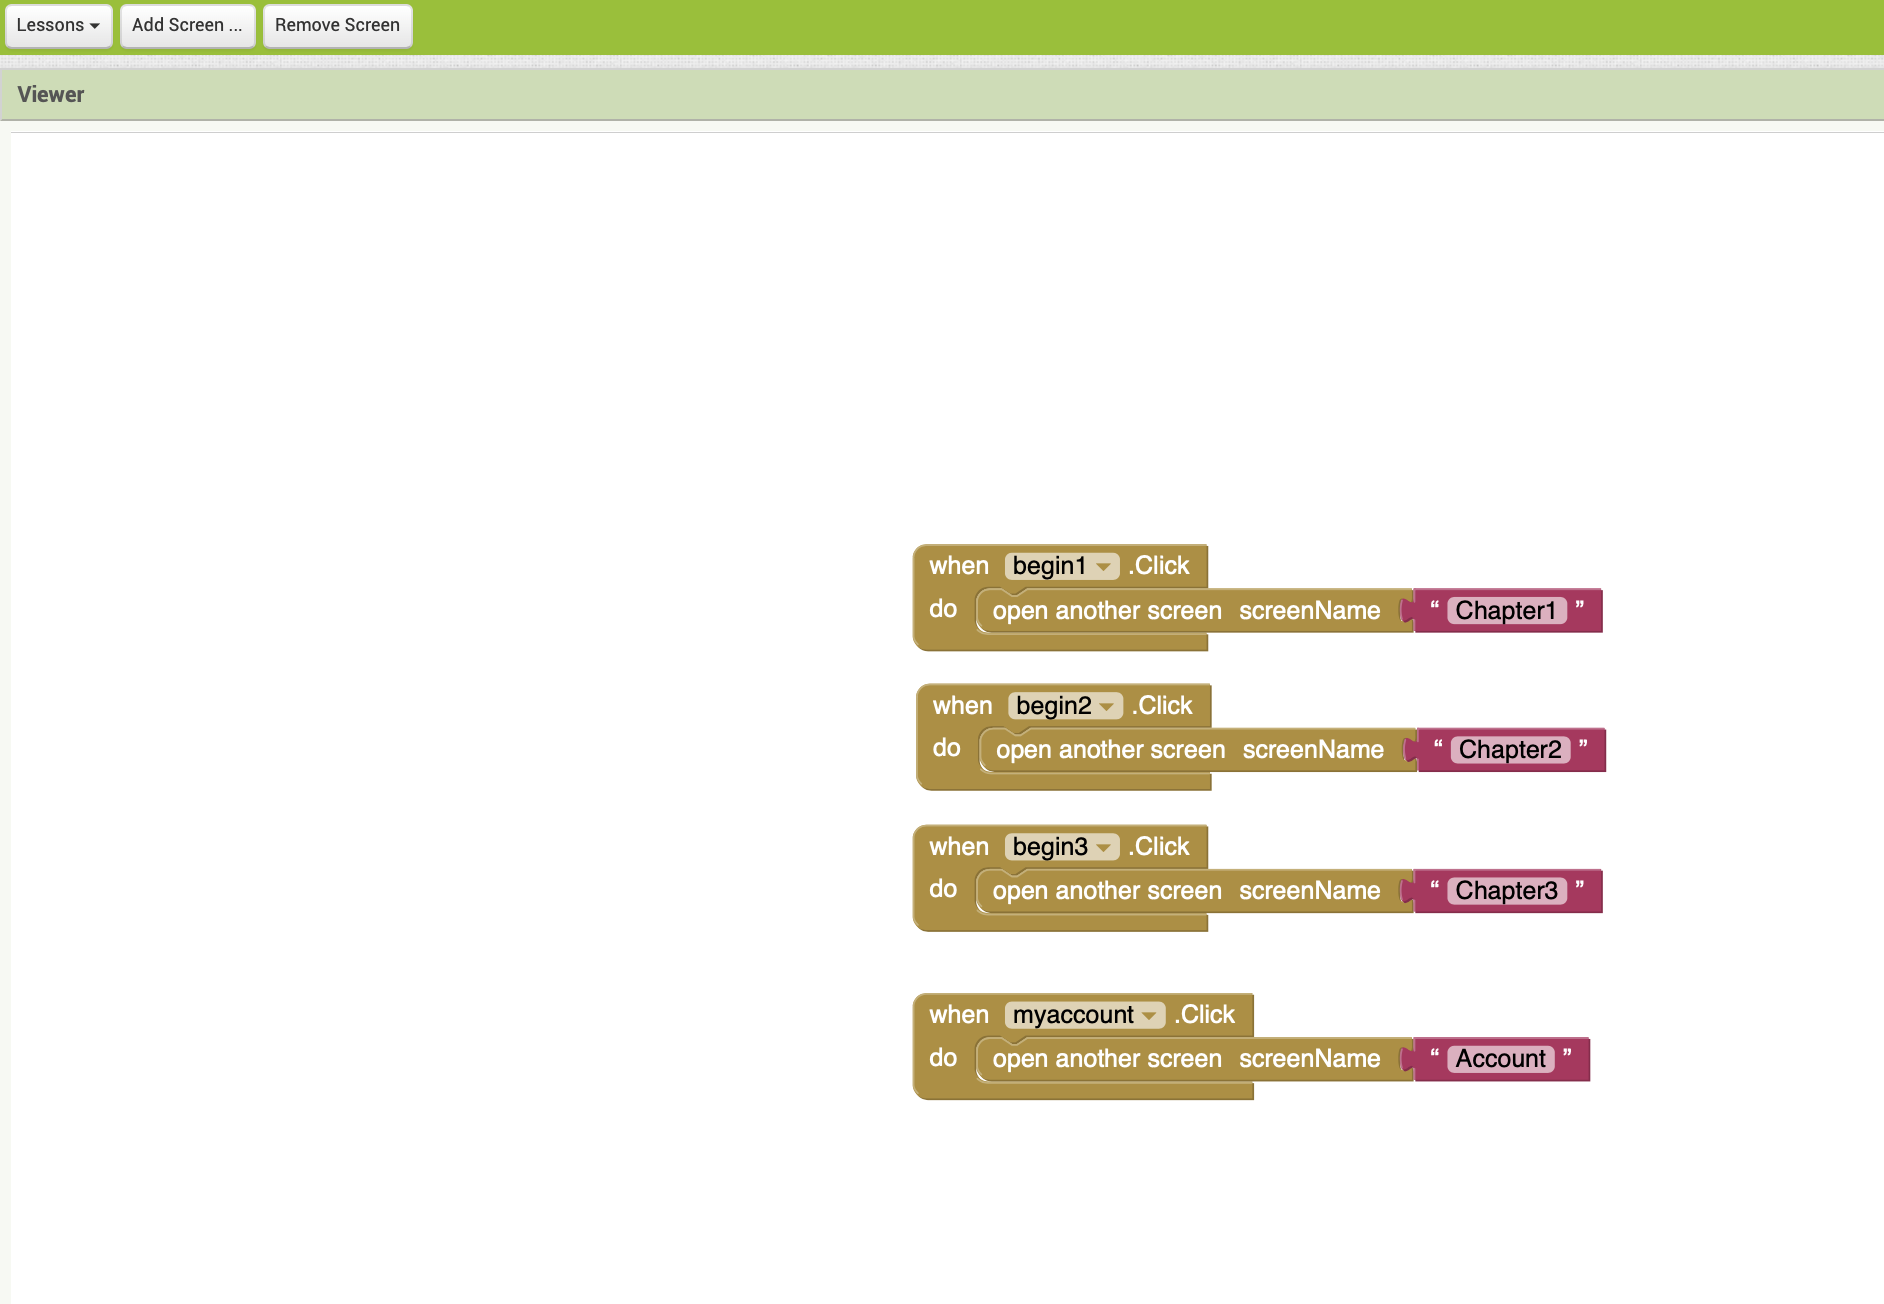 Lessons Add Screen ... Remove Screen
Viewer
when begin1 .Click
do open another screen screenName “ Chapter1 ”
when begin2 .Click
do open another screen screenName “ Chapter2 ”
when begin3 .Click
do open another screen screenName “ Chapter3 ”
when myaccount .Click
do open another screen screenName “ Account ”